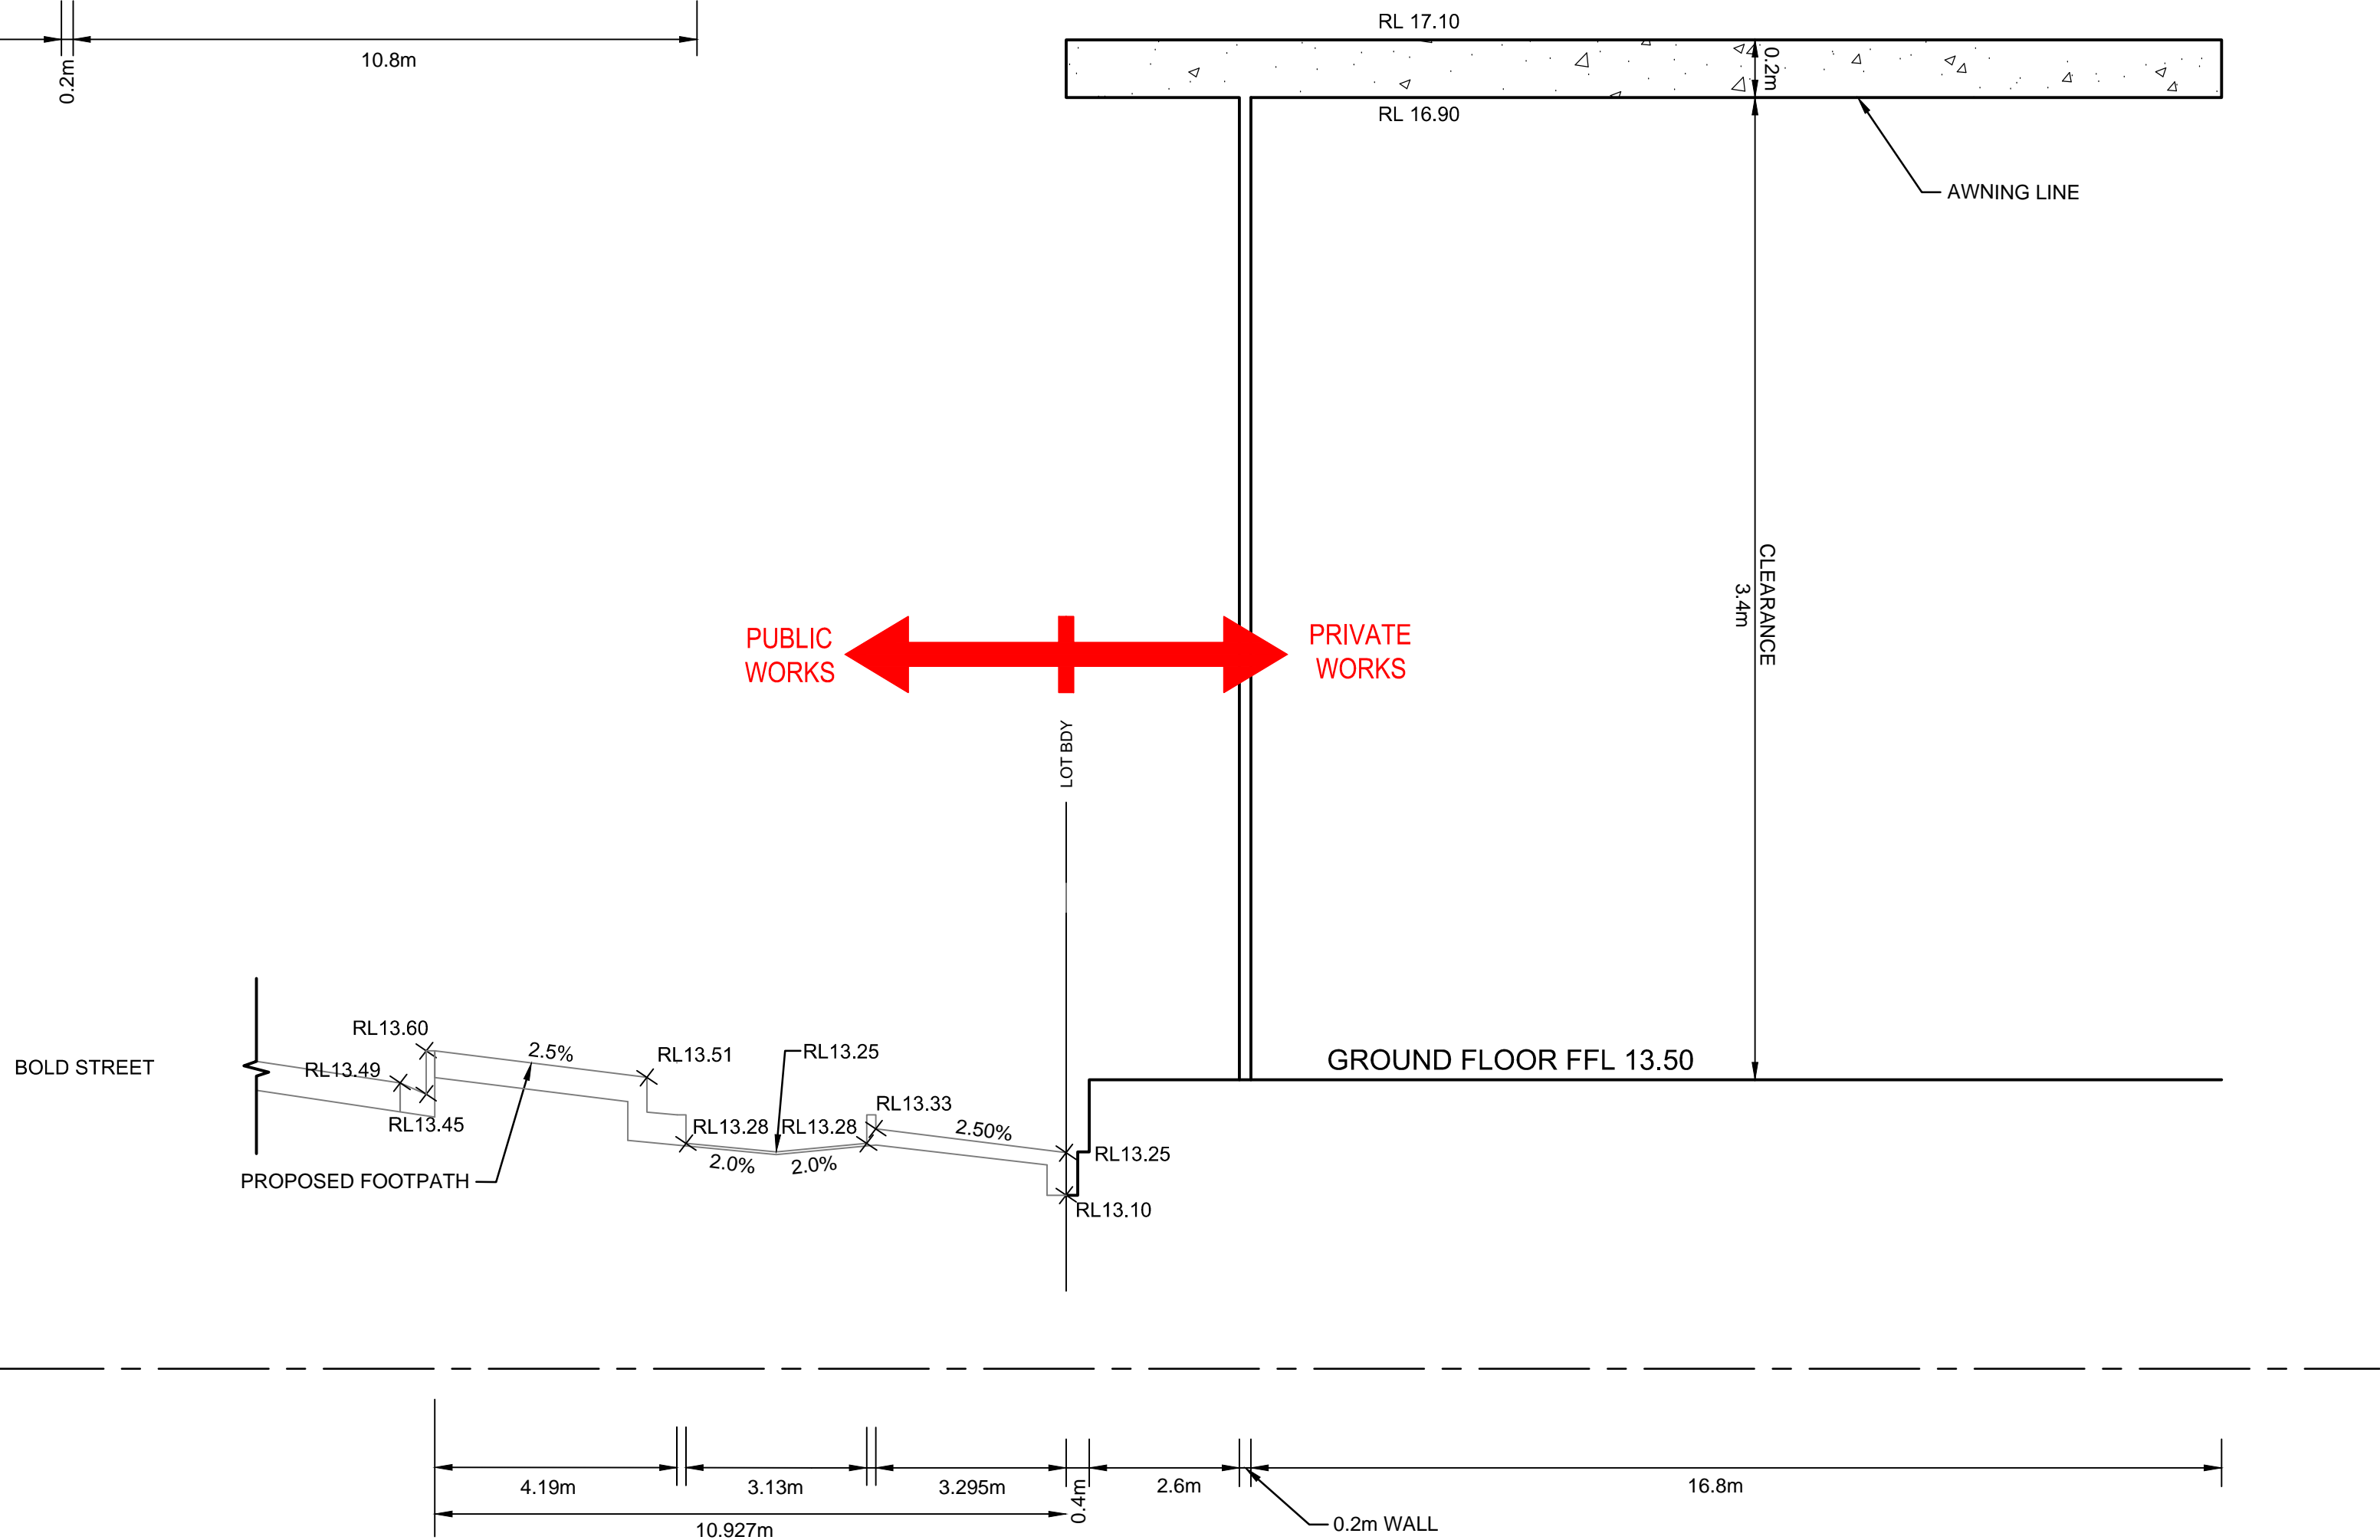 RL 17.10
10.8m
0.2m
0.2m
RL 16.90
AWNING LINE
CLEARANCE
3.4m
PUBLIC
WORKS
PRIVATE
WORKS
LOT BDY
RL13.60
2.5%
RL13.51
RL13.25
GROUND FLOOR FFL 13.50
BOLD STREET
RL13.49
RL13.45
RL13.33
RL13.28
RL13.28
2.50%
2.0%
2.0%
RL13.25
PROPOSED FOOTPATH
RL13.10
4.19m
3.13m
3.295m
0.4m
2.6m
16.8m
10.927m
0.2m WALL